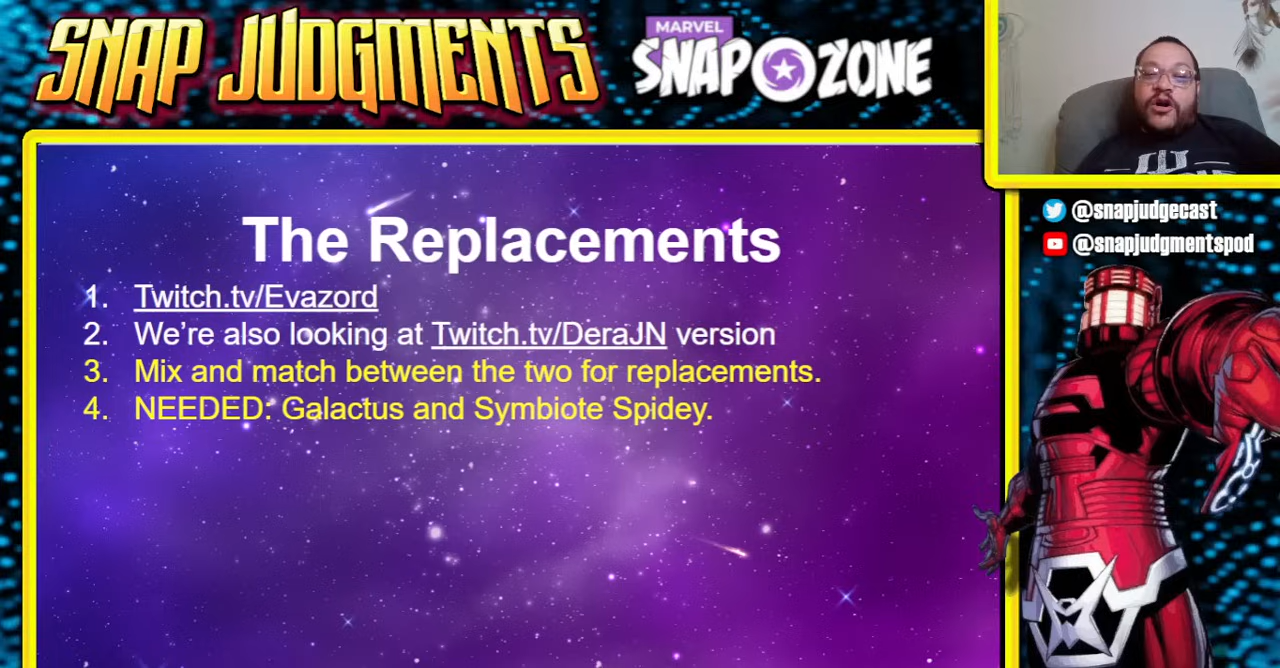 SNAP JUDGMENTS
MARVEL
SNAP ZONE
@snapjudgecast
@snapjudgmentspod
The Replacements
1. Twitch.tv/Evazord
2. We're also looking at Twitch.tv/DeraJN version
3. Mix and match between the two for replacements.
4. NEEDED: Galactus and Symbiote Spidey.